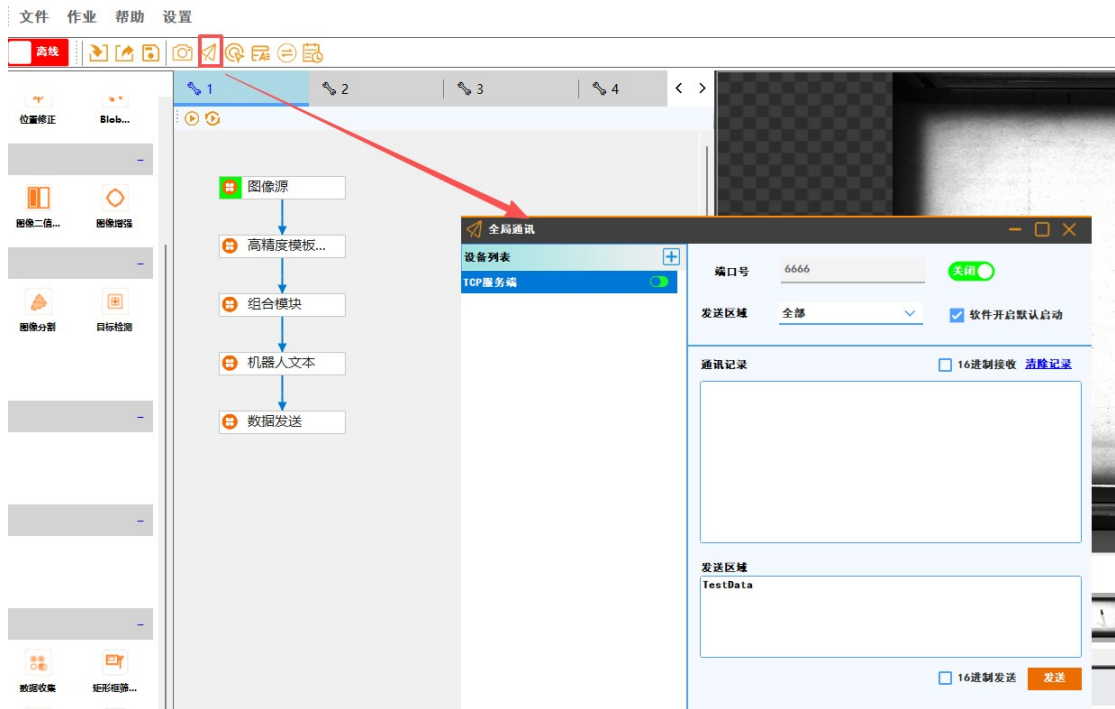 文件 作业 帮助 设置
离线
1 2 3 4
位置修正 Blob...
图像源
图像二值... 图像增强
全局通讯
高精度模板...
设备列表
端口号 6666 关闭
TCP服务端
组合模块
发送区域 全部 软件开启默认启动
图像分割 目标检测
机器人文本
通讯记录 16进制接收 清除记录
数据发送
发送区域
TestData
16进制发送 发送
数据收集 矩形框筛...